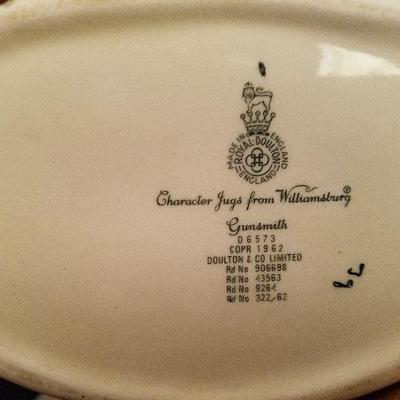 MADE IN ENGLAND
ROYAL DOULTON
ENGLAND
Character Jugs from Williamsburg ®
Gunsmith
D 6573
COPR 1962
DOULTON & CO LIMITED
Rd No 906698
Rd No 43563
Rd No 9264
Rd No 322/62